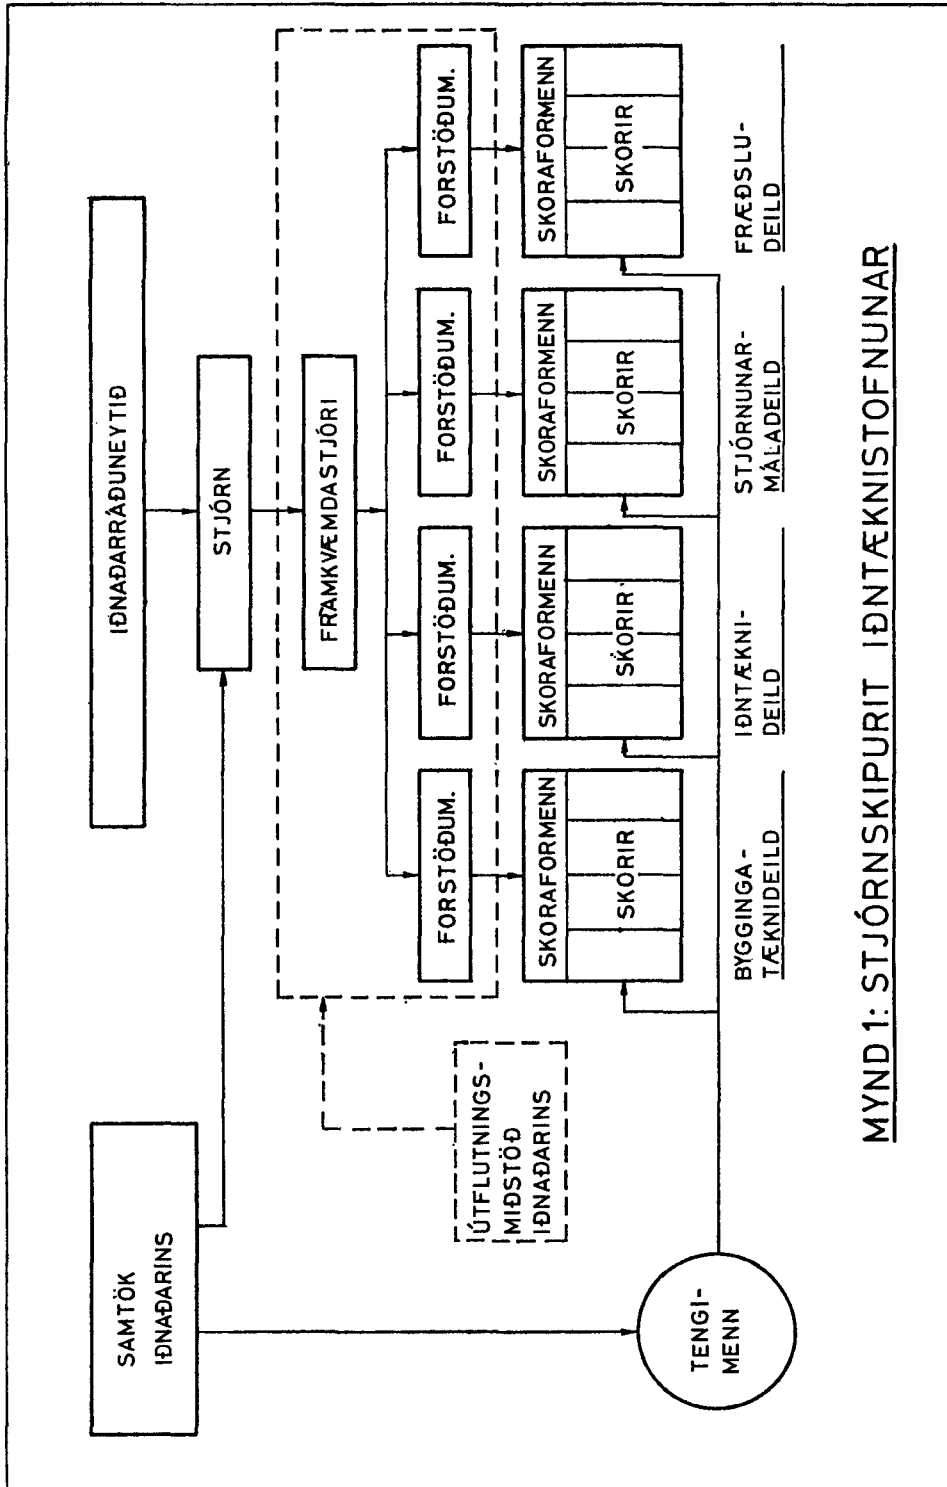 SAMTÖK
IÐNAÐARINS
IÐNAÐARRÁÐUNEYTIÐ
STJÓRN
FRAMKVÆMDASTJÓRI
FORSTÖÐUM.
FORSTÖÐUM.
FORSTÖÐUM.
FORSTÖÐUM.
ÚTFLUTNINGS-
MIÐSTÖÐ
IÐNAÐARINS
SKORAFORMENN
SKORAFORMENN
SKORAFORMENN
SKORAFORMENN
SKORIR
SKORIR
SKORIR
SKORIR
TENGI-
MENN
BYGGINGA-
TÆKNIDEILD
IÐNTÆKNI-
DEILD
STJÓRNUNAR-
MÁLADEILD
FRÆÐSLU-
DEILD
MYND 1: STJÓRNSKIPURIT IÐNTÆKNISTOFNUNAR